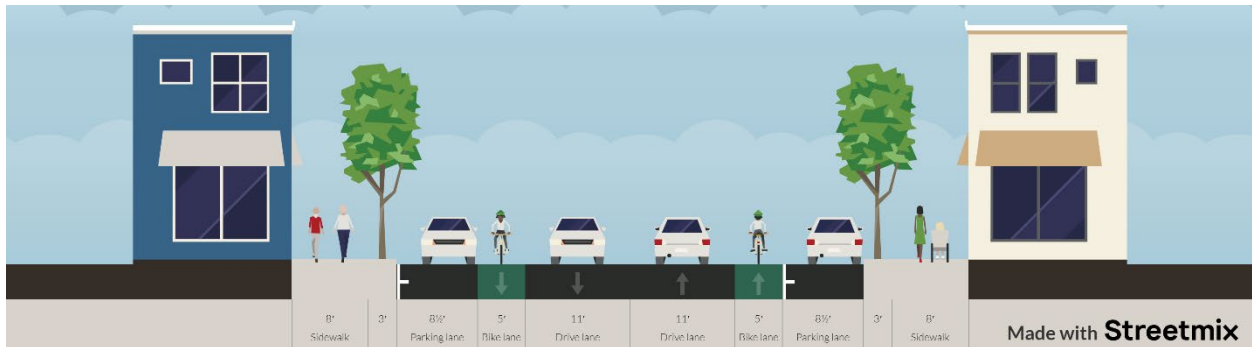 8' 3' 8½' 5' 11' 11' 5' 8½' 3' 8'
Sidewalk Parking lane Bike lane Drive lane Drive lane Bike lane Parking lane Sidewalk
Made with Streetmix